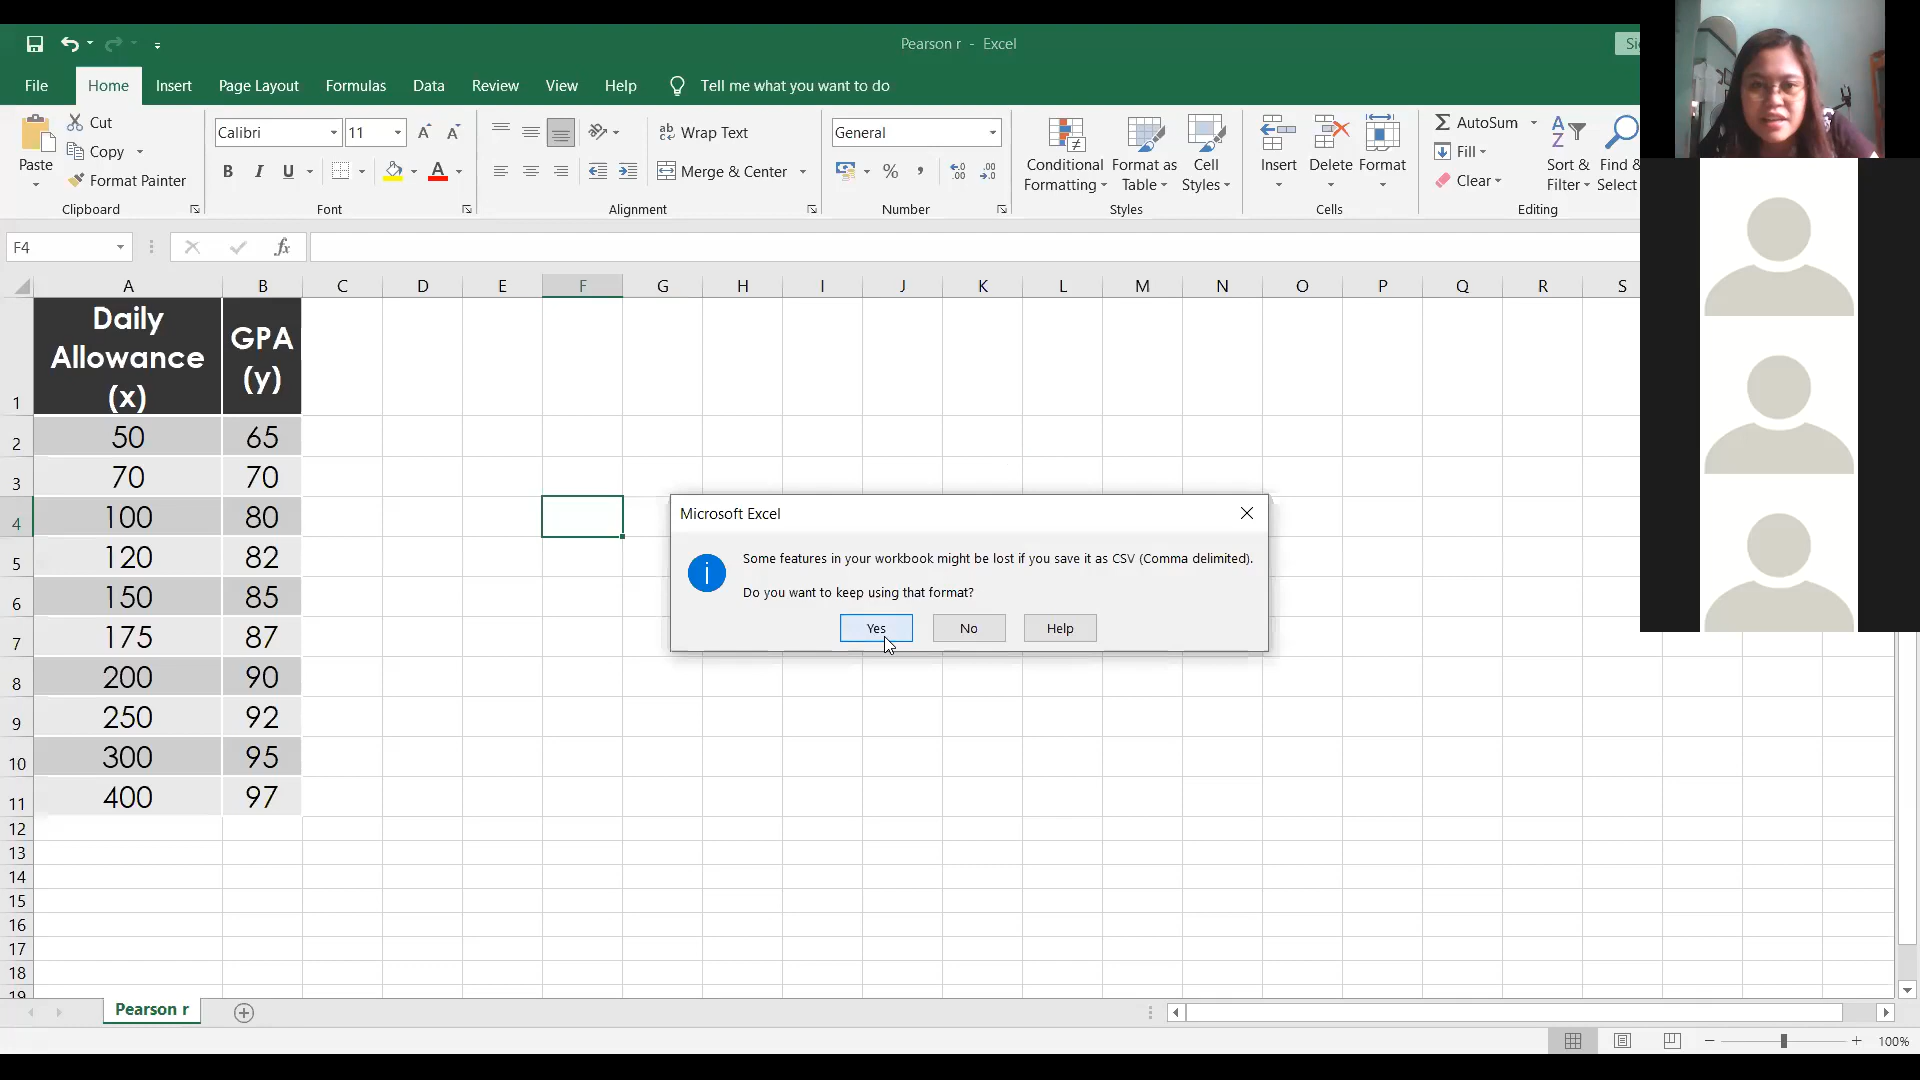 Pearson r - Excel
Si
File Home Insert Page Layout Formulas Data Review View Help Tell me what you want to do
Paste
Cut
Copy
Format Painter
Clipboard
Calibri 11
B I U
Font
Wrap Text
Merge & Center
Alignment
General
%
Number
Conditional Formatting
Format as Table
Cell Styles
Styles
Insert Delete Format
Cells
AutoSum
Fill
Clear
Sort & Filter
Find & Select
Editing
F4
fx
A B C D E F G H I J K L M N O P Q R S
1 Daily Allowance (x) GPA (y)
2 50 65
3 70 70
4 100 80
5 120 82
6 150 85
7 175 87
8 200 90
9 250 92
10 300 95
11 400 97
12
13
14
15
16
17
18
19
Microsoft Excel
Some features in your workbook might be lost if you save it as CSV (Comma delimited).
Do you want to keep using that format?
Yes No Help
Pearson r
100%